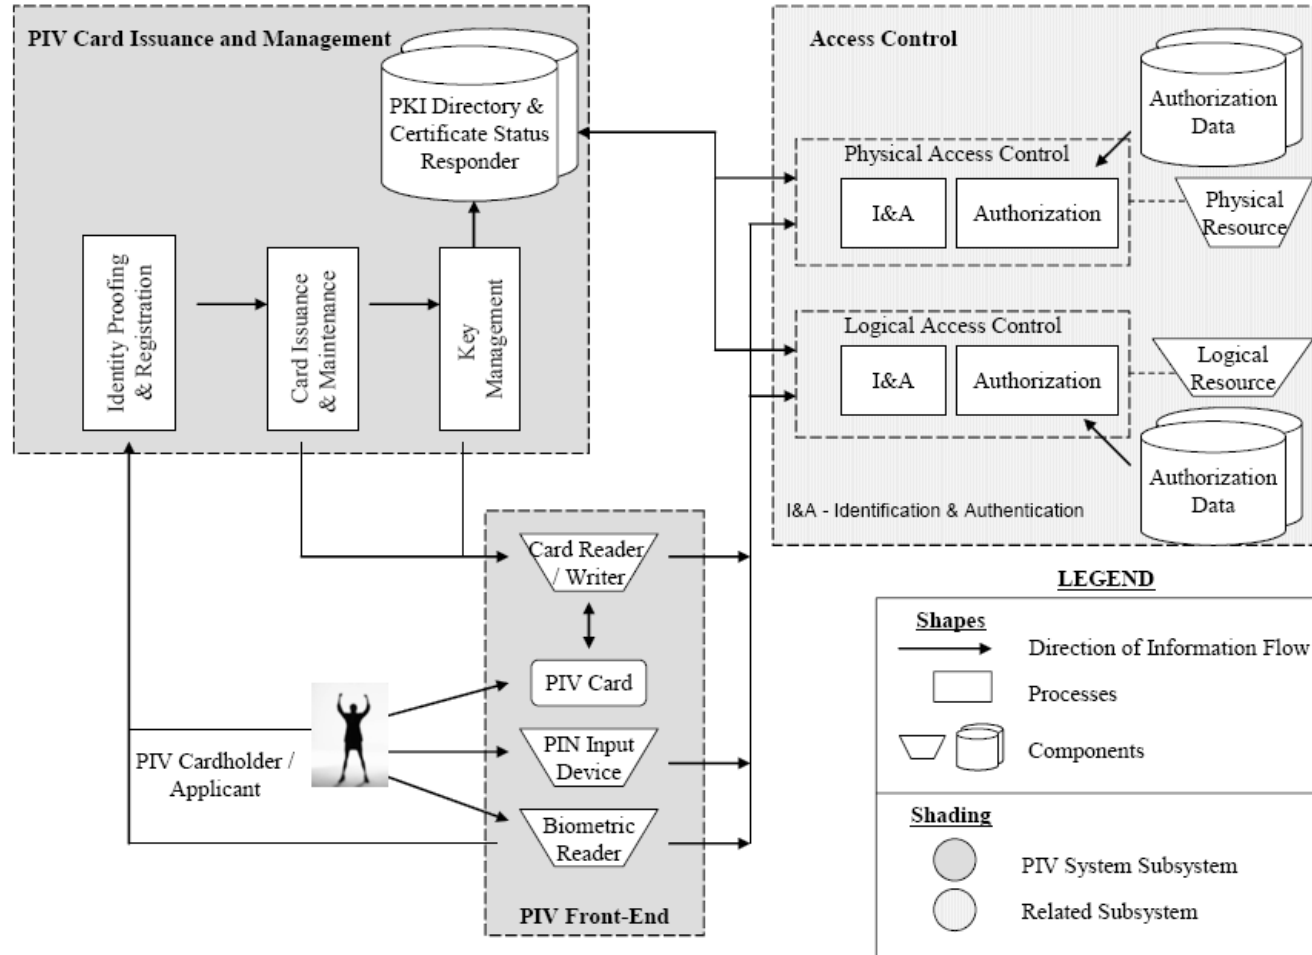 PIV Card Issuance and Management
PKI Directory &
Certificate Status
Responder
Identity Proofing
& Registration
Card Issuance
& Maintenance
Key
Management
Access Control
Authorization
Data
Physical Access Control
I&A
Authorization
Physical
Resource
Logical Access Control
I&A
Authorization
Logical
Resource
Authorization
Data
I&A - Identification & Authentication
Card Reader
/ Writer
PIV Card
PIN Input
Device
Biometric
Reader
PIV Front-End
PIV Cardholder /
Applicant
LEGEND
Shapes
Direction of Information Flow
Processes
Components
Shading
PIV System Subsystem
Related Subsystem